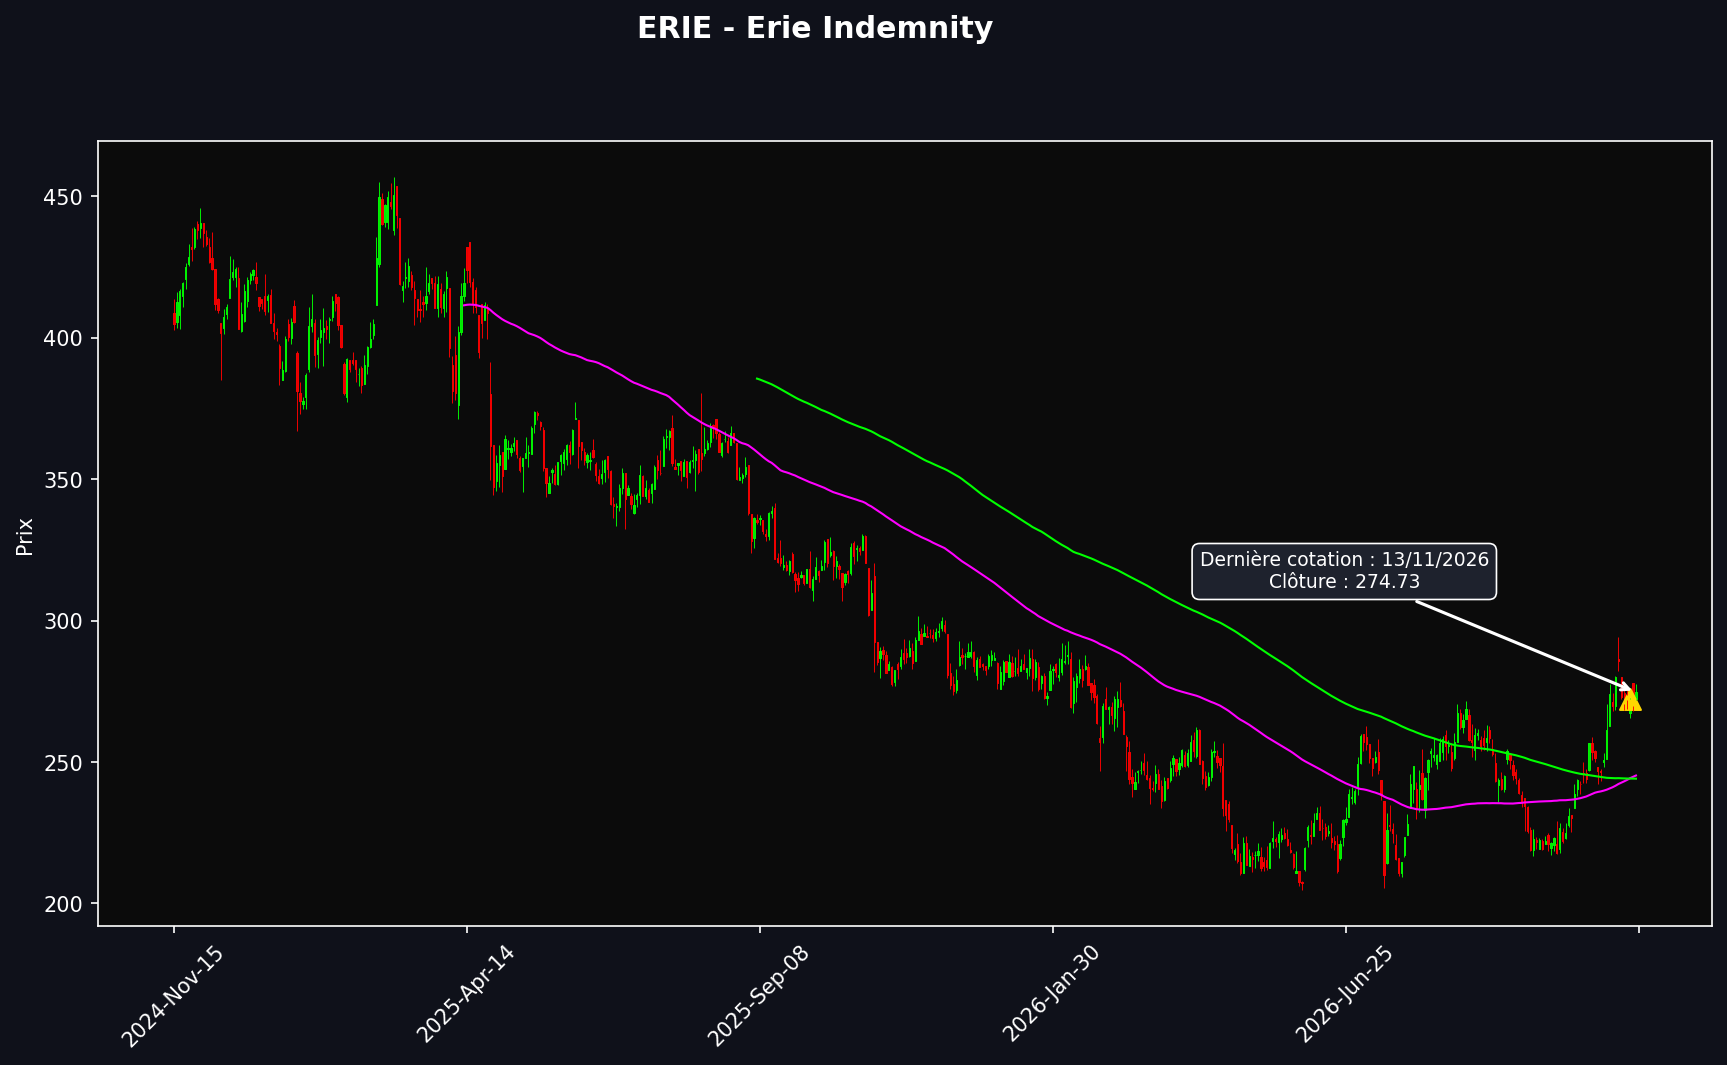 ERIE - Erie Indemnity
450
400
350
300
250
200
Prix
Dernière cotation : 13/11/2026
Clôture : 274.73
2024-Nov-15
2025-Apr-14
2025-Sep-08
2026-Jan-30
2026-Jun-25